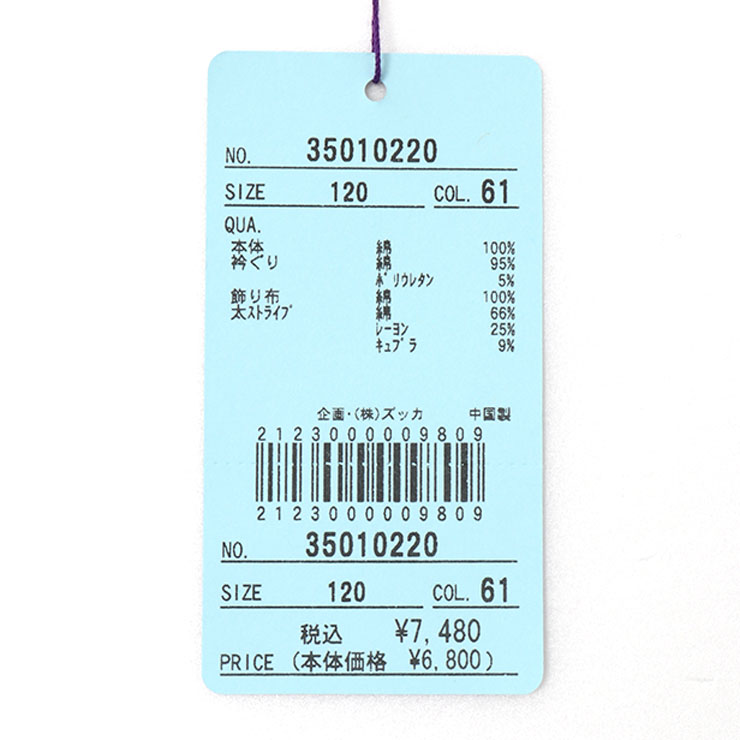 NO. 35010220
SIZE 120 COL. 61
QUA.
本体 綿 100%
衿ぐり 綿 95%
ﾎﾟﾘｳﾚﾀﾝ 5%
飾り布 綿 100%
太ｽﾄﾗｲﾌﾟ 綿 66%
ﾚｰﾖﾝ 25%
ｷｭﾌﾟﾗ 9%
企画・(株)ズッカ 中国製
2123000009809
2123000009809
NO. 35010220
SIZE 120 COL. 61
税込 ¥7,480
PRICE (本体価格 ¥6,800)